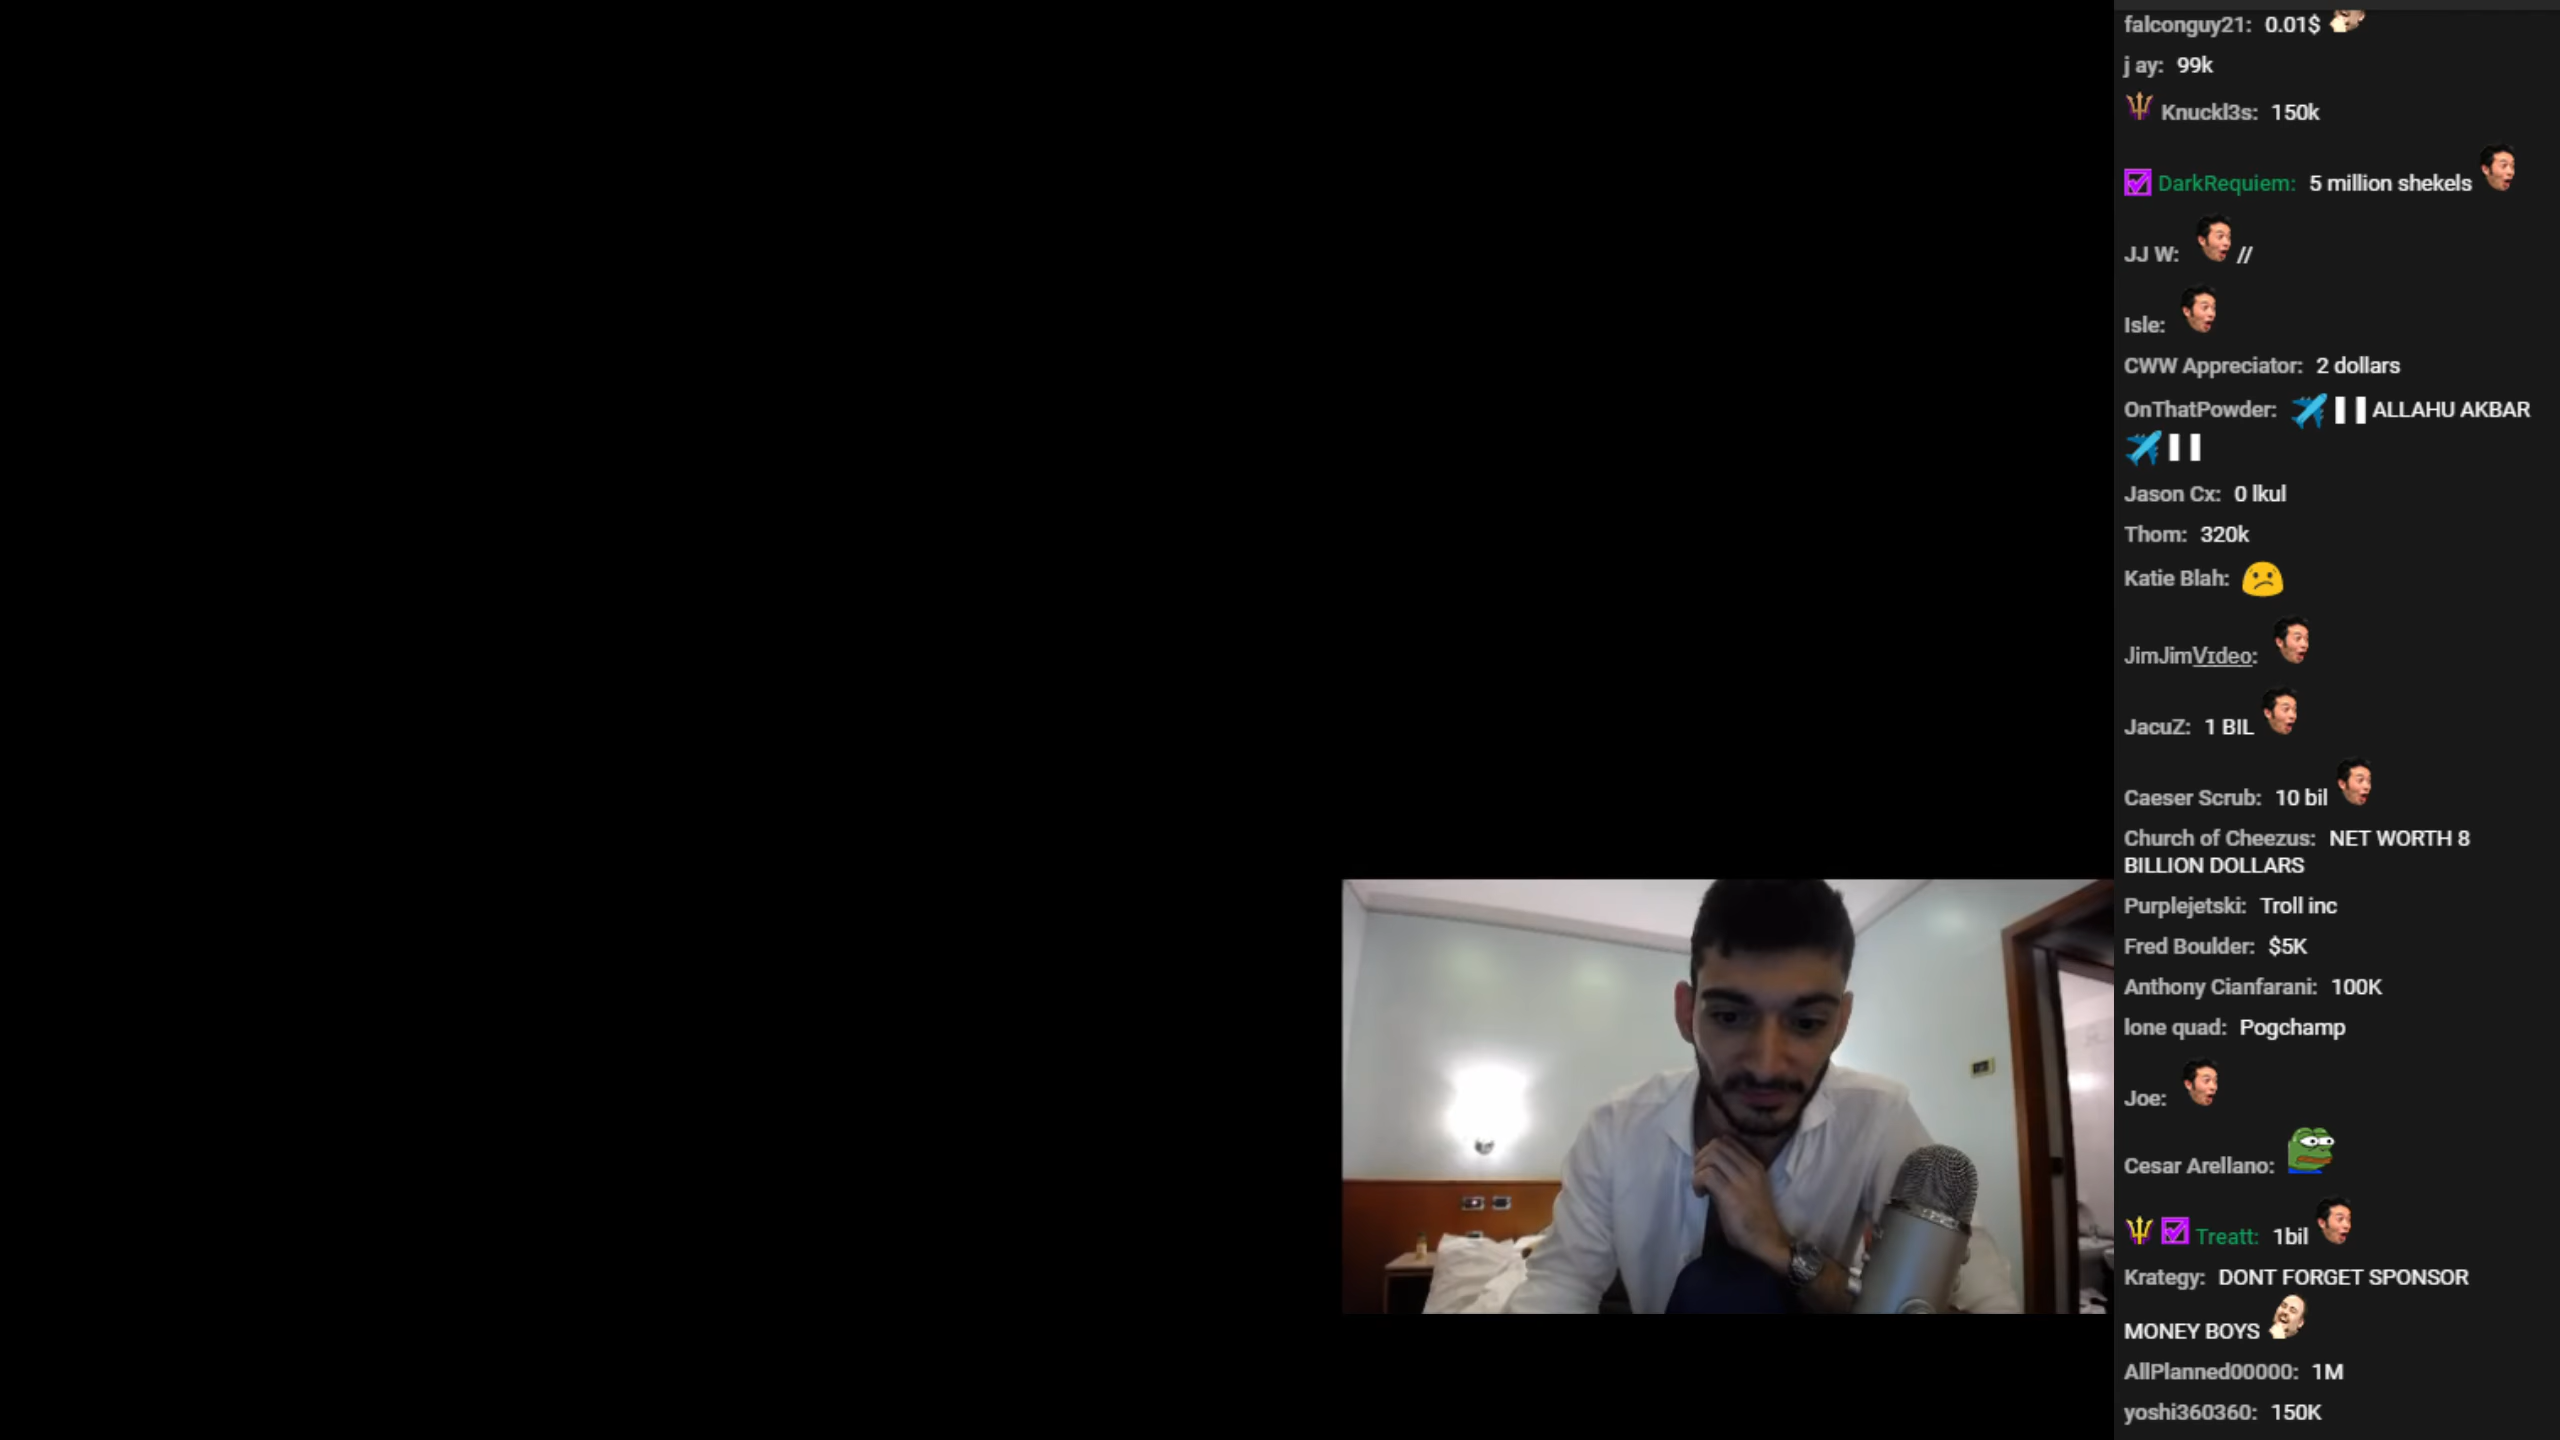 falconguy21: 0.01$
j ay: 99k
Knuckl3s: 150k
DarkRequiem: 5 million shekels
JJ W: //
Isle:
CWW Appreciator: 2 dollars
OnThatPowder: ✈️▐▐ ALLAHU AKBAR
✈️▐▐
Jason Cx: 0 lkul
Thom: 320k
Katie Blah:
JimJimVɪdeo:
JacuZ: 1 BIL
Caeser Scrub: 10 bil
Church of Cheezus: NET WORTH 8
BILLION DOLLARS
Purplejetski: Troll inc
Fred Boulder: $5K
Anthony Cianfarani: 100K
lone quad: Pogchamp
Joe:
Cesar Arellano:
Treatt: 1bil
Krategy: DONT FORGET SPONSOR
MONEY BOYS
AllPlanned00000: 1M
yoshi360360: 150K